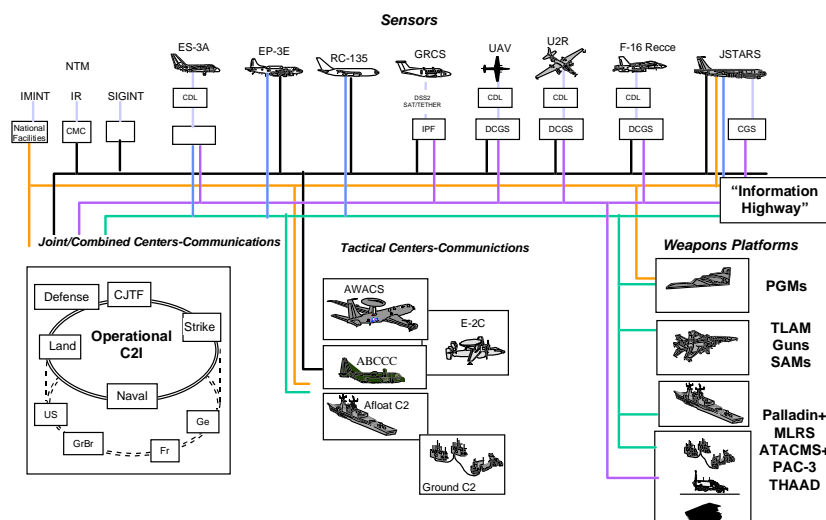 Sensors
ES-3A
EP-3E
RC-135
GRCS
UAV
U2R
F-16 Recce
JSTARS
NTM
IMINT
IR
SIGINT
CDL
DSS2
SAT/TETHER
CDL
CDL
CDL
National
Facilities
CMC
IPF
DCGS
DCGS
DCGS
CGS
“Information
Highway”
Joint/Combined Centers-Communications
Tactical Centers-Communictions
Weapons Platforms
Defense
CJTF
Strike
Operational
C2I
Land
Naval
US
GrBr
Fr
Ge
AWACS
E-2C
ABCCC
Afloat C2
Ground C2
PGMs
TLAM
Guns
SAMs
Palladin+
MLRS
ATACMS+
PAC-3
THAAD